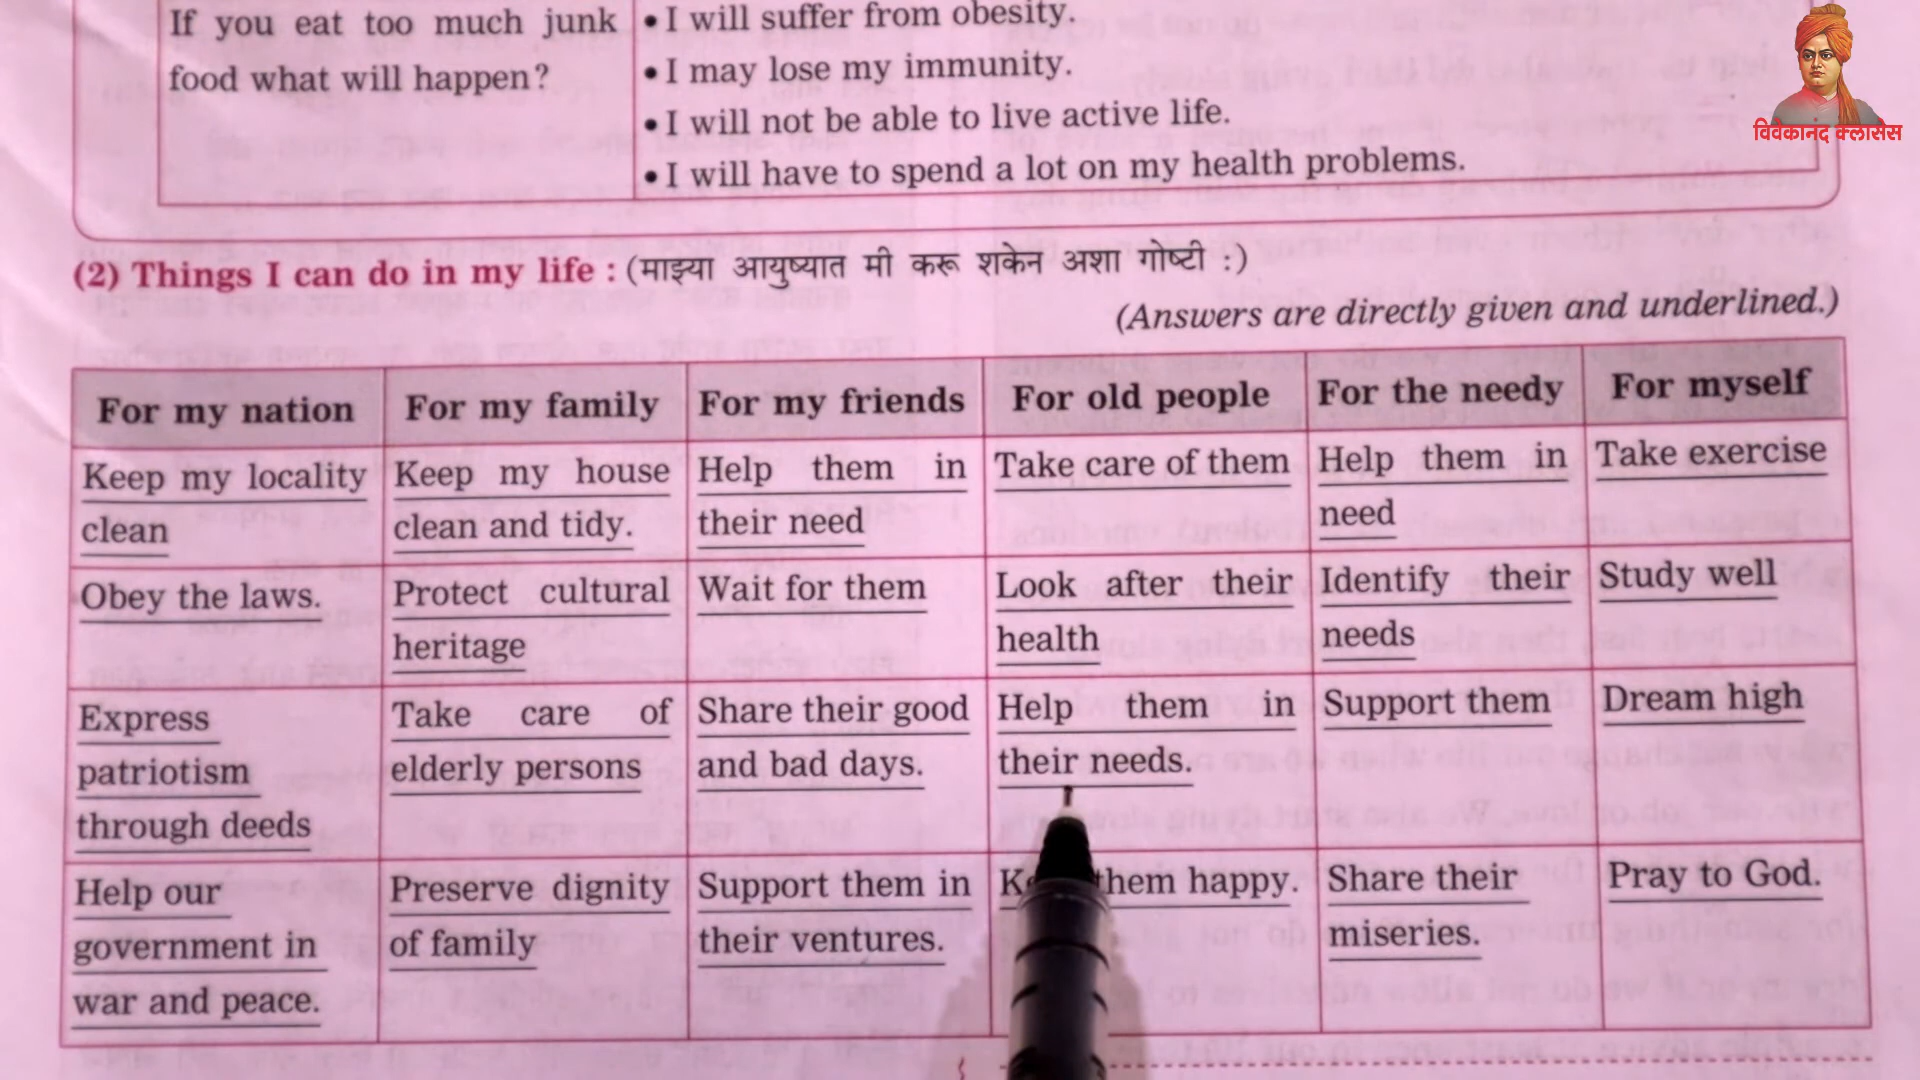 If you eat too much junk
food what will happen?
• I will suffer from obesity.
• I may lose my immunity.
• I will not be able to live active life.
• I will have to spend a lot on my health problems.
विवेकानंद क्लासेस
(2) Things I can do in my life : (माझ्या आयुष्यात मी करू शकेन अशा गोष्टी :)
(Answers are directly given and underlined.)
For my nation For my family For my friends For old people For the needy For myself
Keep my locality
clean
Keep my house
clean and tidy.
Help them in
their need
Take care of them
Help them in
need
Take exercise
Obey the laws.
Protect cultural
heritage
Wait for them
Look after their
health
Identify their
needs
Study well
Express
patriotism
through deeds
Take care of
elderly persons
Share their good
and bad days.
Help them in
their needs.
Support them
Dream high
Help our
government in
war and peace.
Preserve dignity
of family
Support them in
their ventures.
them happy.
Share their
miseries.
Pray to God.